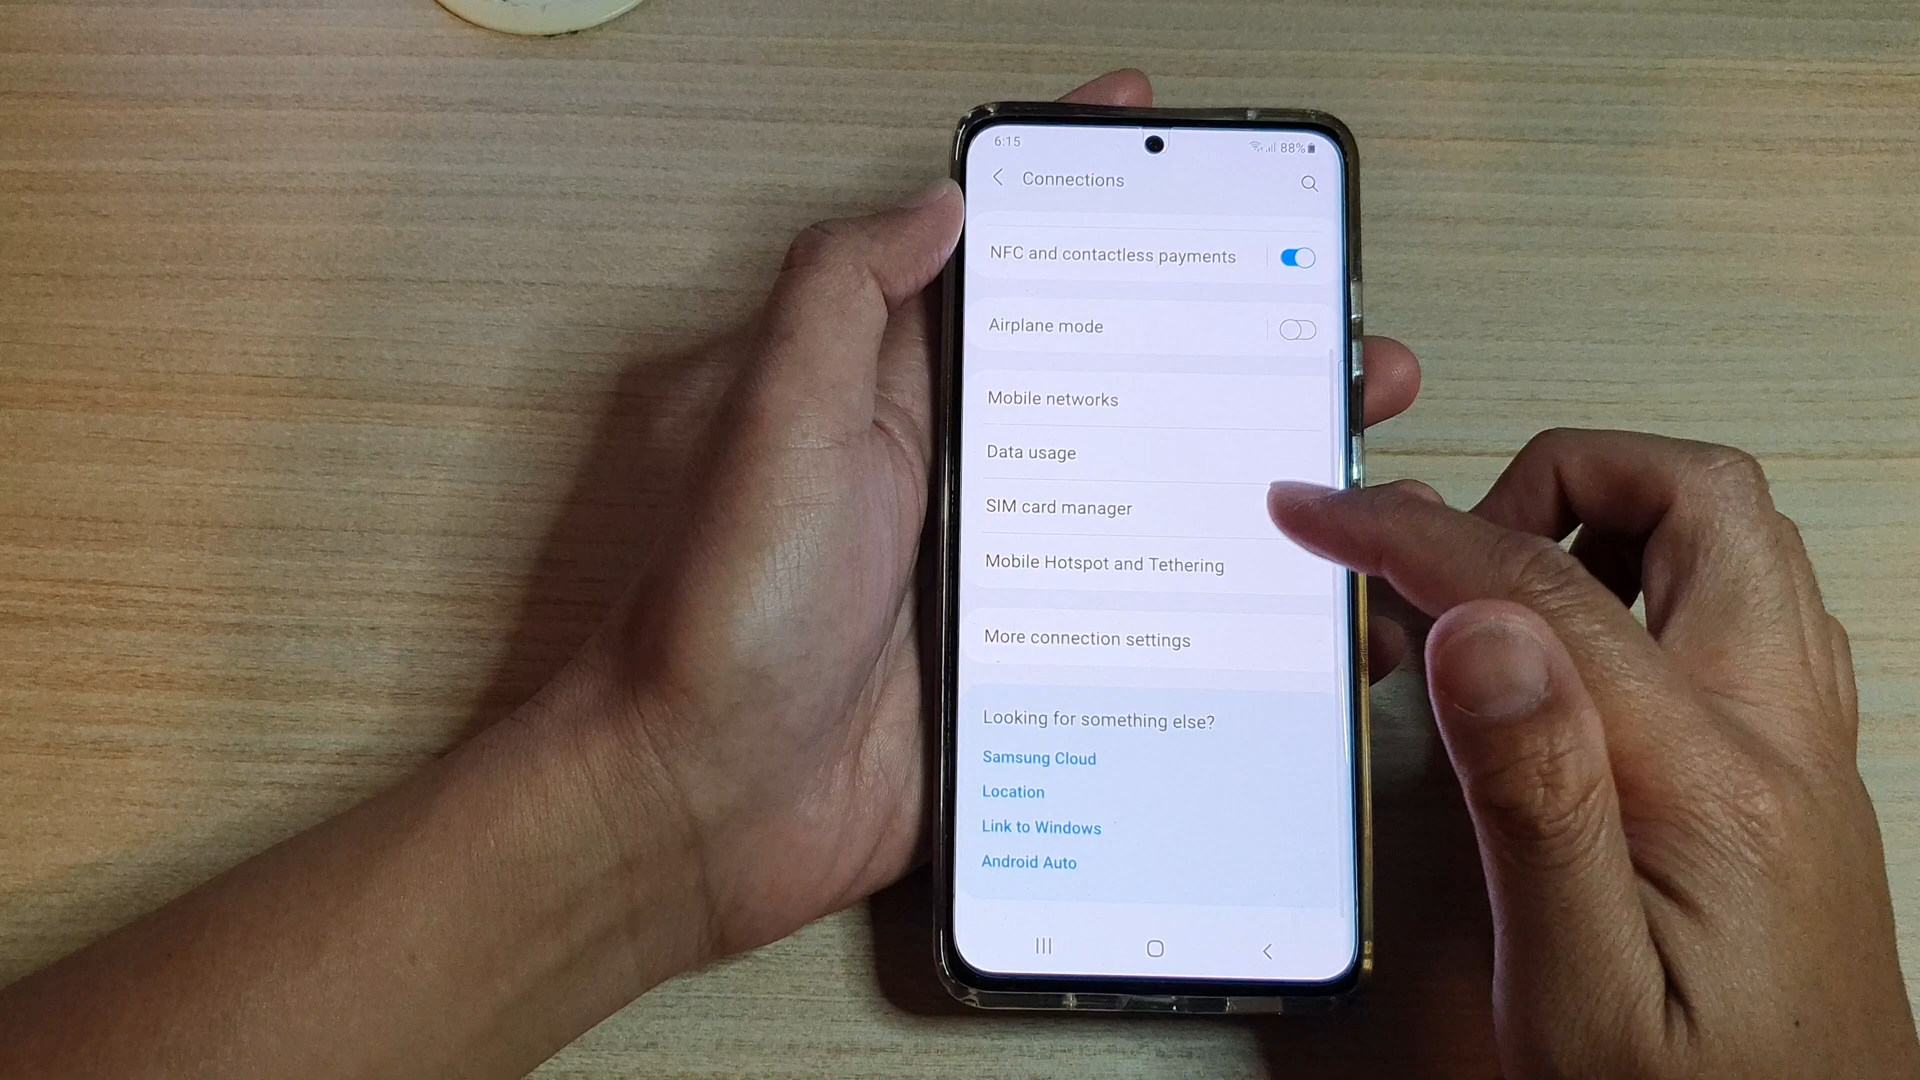 6:15
88%
Connections
NFC and contactless payments
Airplane mode
Mobile networks
Data usage
SIM card manager
Mobile Hotspot and Tethering
More connection settings
Looking for something else?
Samsung Cloud
Location
Link to Windows
Android Auto